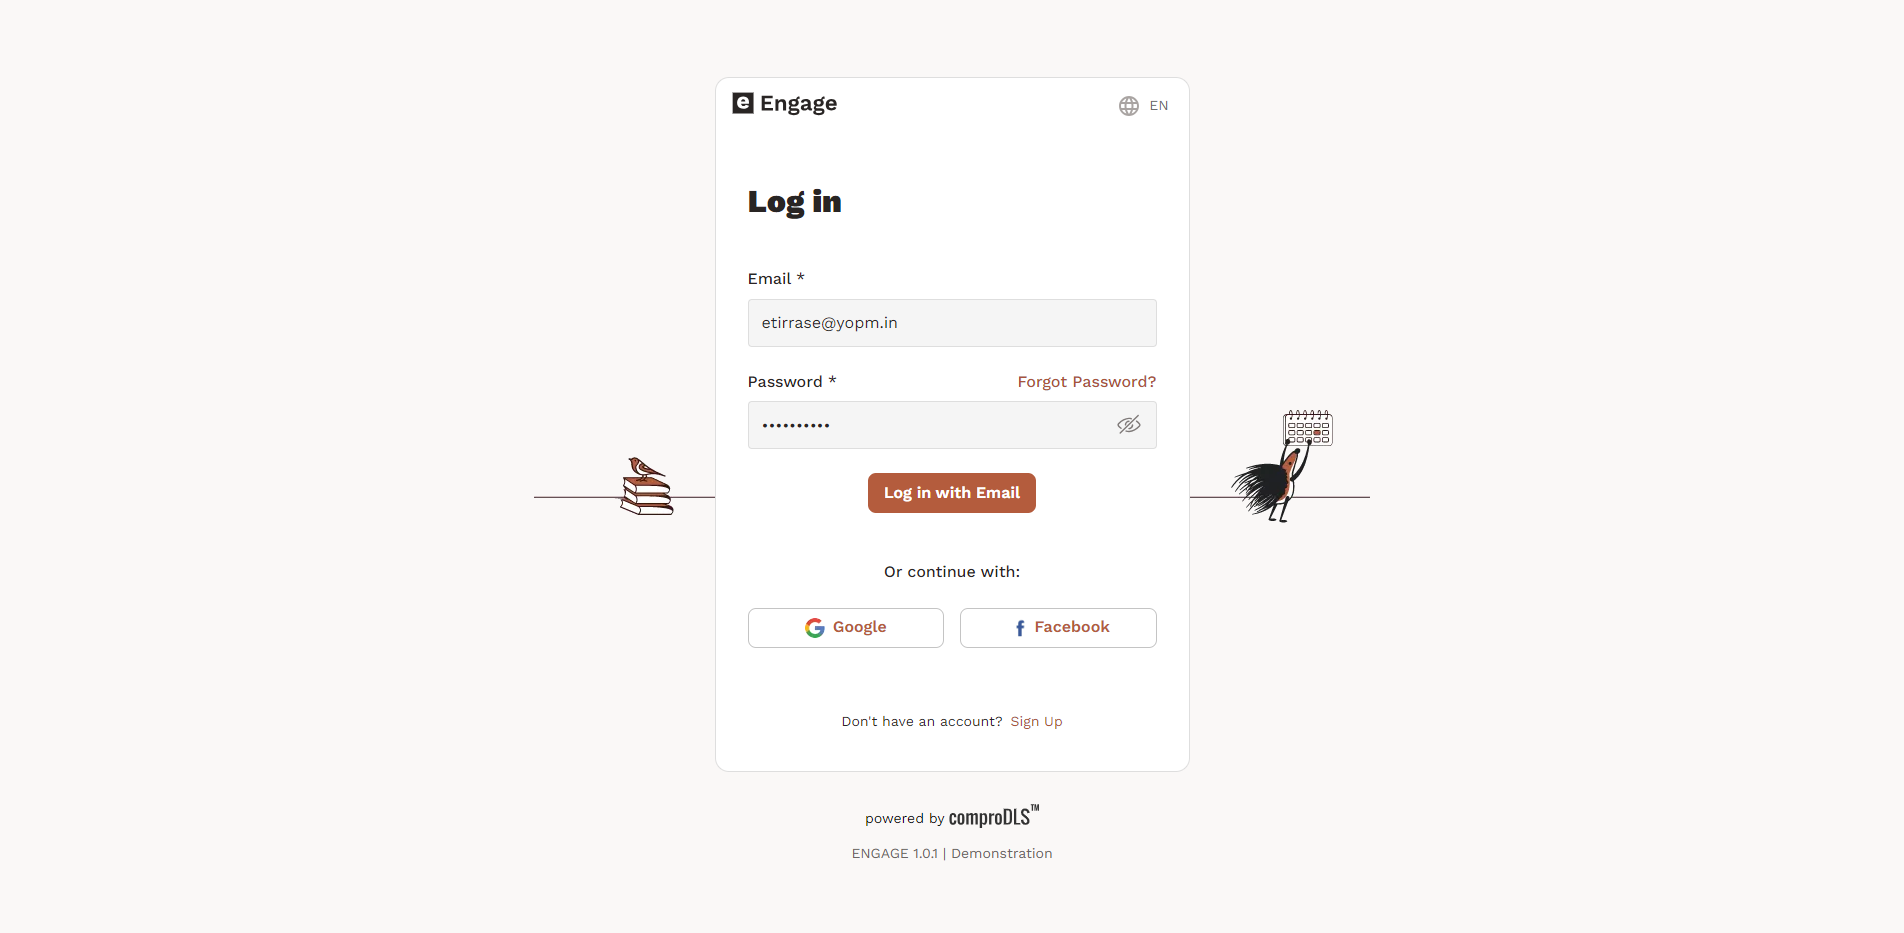 e Engage
EN
Log in
Email *
etirrase@yopm.in
Password *
Forgot Password?
••••••••••
Log in with Email
Or continue with:
Google
Facebook
Don't have an account? Sign Up
powered by comproDLS™
ENGAGE 1.0.1 | Demonstration